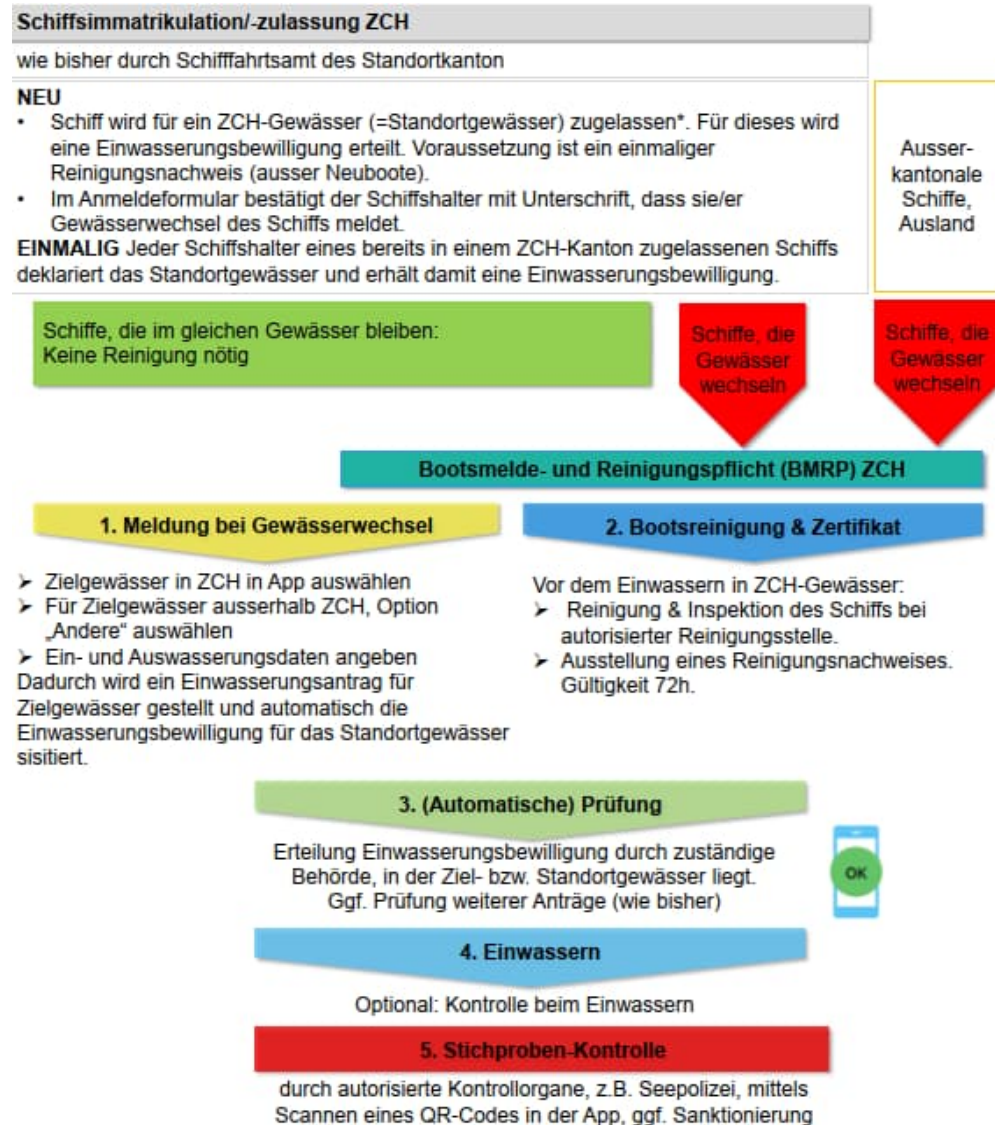 Schiffsimmatrikulation/-zulassung ZCH
wie bisher durch Schifffahrtsamt des Standortkanton
NEU
• Schiff wird für ein ZCH-Gewässer (=Standortgewässer) zugelassen*. Für dieses wird
eine Einwasserungsbewilligung erteilt. Voraussetzung ist ein einmaliger
Reinigungsnachweis (ausser Neuboote).
• Im Anmeldeformular bestätigt der Schiffshalter mit Unterschrift, dass sie/er
Gewässerwechsel des Schiffs meldet.
EINMALIG Jeder Schiffshalter eines bereits in einem ZCH-Kanton zugelassenen Schiffs
deklariert das Standortgewässer und erhält damit eine Einwasserungsbewilligung.
Ausser-
kantonale
Schiffe,
Ausland
Schiffe, die im gleichen Gewässer bleiben:
Keine Reinigung nötig
Schiffe, die
Gewässer
wechseln
Schiffe, die
Gewässer
wechseln
Bootsmelde- und Reinigungspflicht (BMRP) ZCH
1. Meldung bei Gewässerwechsel
➢ Zielgewässer in ZCH in App auswählen
➢ Für Zielgewässer ausserhalb ZCH, Option
„Andere“ auswählen
➢ Ein- und Auswasserungsdaten angeben
Dadurch wird ein Einwasserungsantrag für
Zielgewässer gestellt und automatisch die
Einwasserungsbewilligung für das Standortgewässer
sisitiert.
2. Bootsreinigung & Zertifikat
Vor dem Einwassern in ZCH-Gewässer:
➢ Reinigung & Inspektion des Schiffs bei
autorisierter Reinigungsstelle.
➢ Ausstellung eines Reinigungsnachweises.
Gültigkeit 72h.
3. (Automatische) Prüfung
Erteilung Einwasserungsbewilligung durch zuständige
Behörde, in der Ziel- bzw. Standortgewässer liegt.
Ggf. Prüfung weiterer Anträge (wie bisher)
OK
4. Einwassern
Optional: Kontrolle beim Einwassern
5. Stichproben-Kontrolle
durch autorisierte Kontrollorgane, z.B. Seepolizei, mittels
Scannen eines QR-Codes in der App, ggf. Sanktionierung